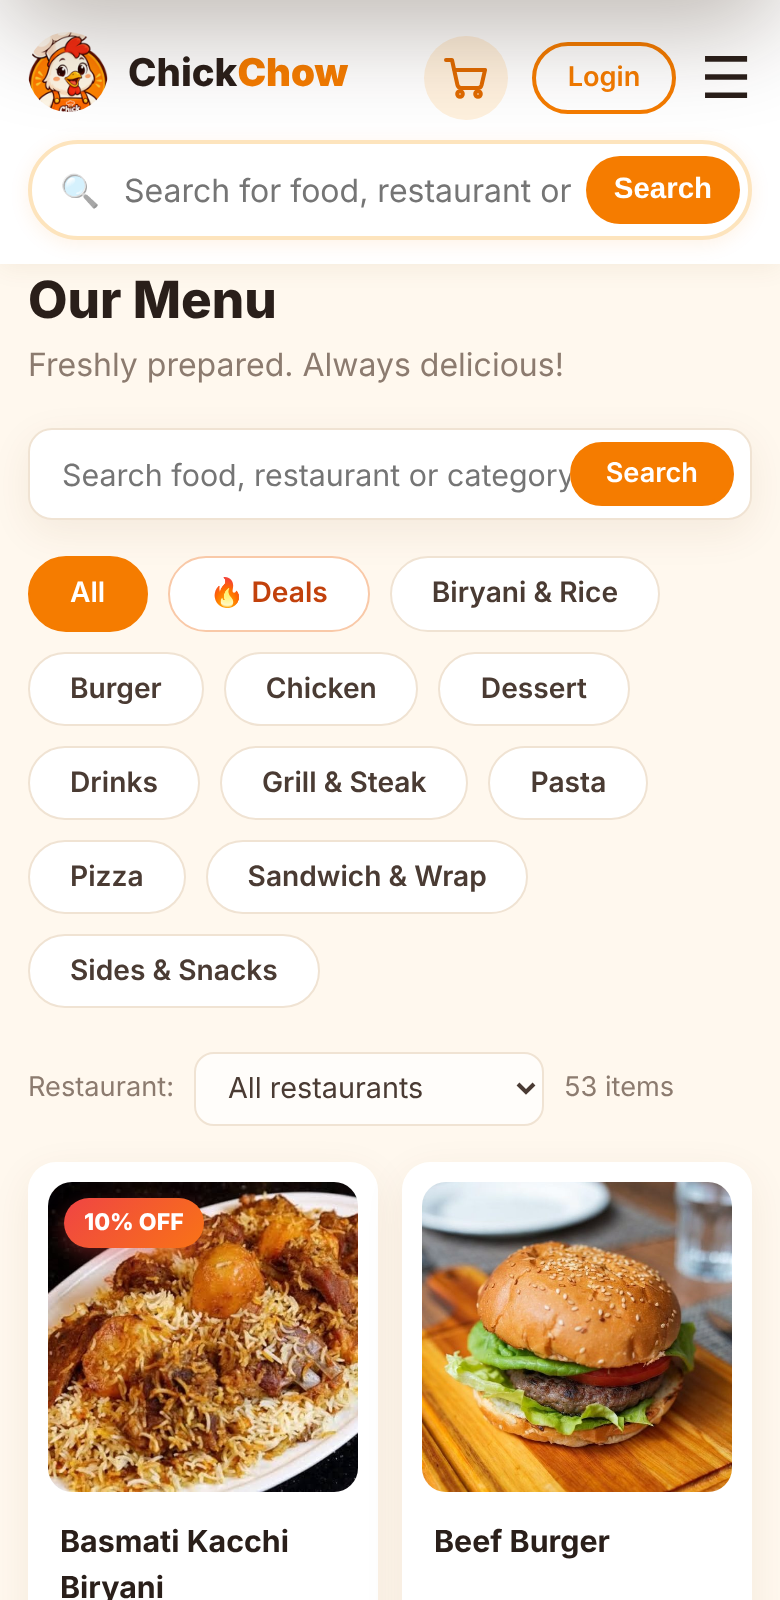 Chick
ChickChow
Login
Search for food, restaurant or
Search
Our Menu
Freshly prepared. Always delicious!
Search food, restaurant or category
Search
All
🔥 Deals
Biryani & Rice
Burger
Chicken
Dessert
Drinks
Grill & Steak
Pasta
Pizza
Sandwich & Wrap
Sides & Snacks
Restaurant:
All restaurants
53 items
10% OFF
Basmati Kacchi
Biryani
Beef Burger